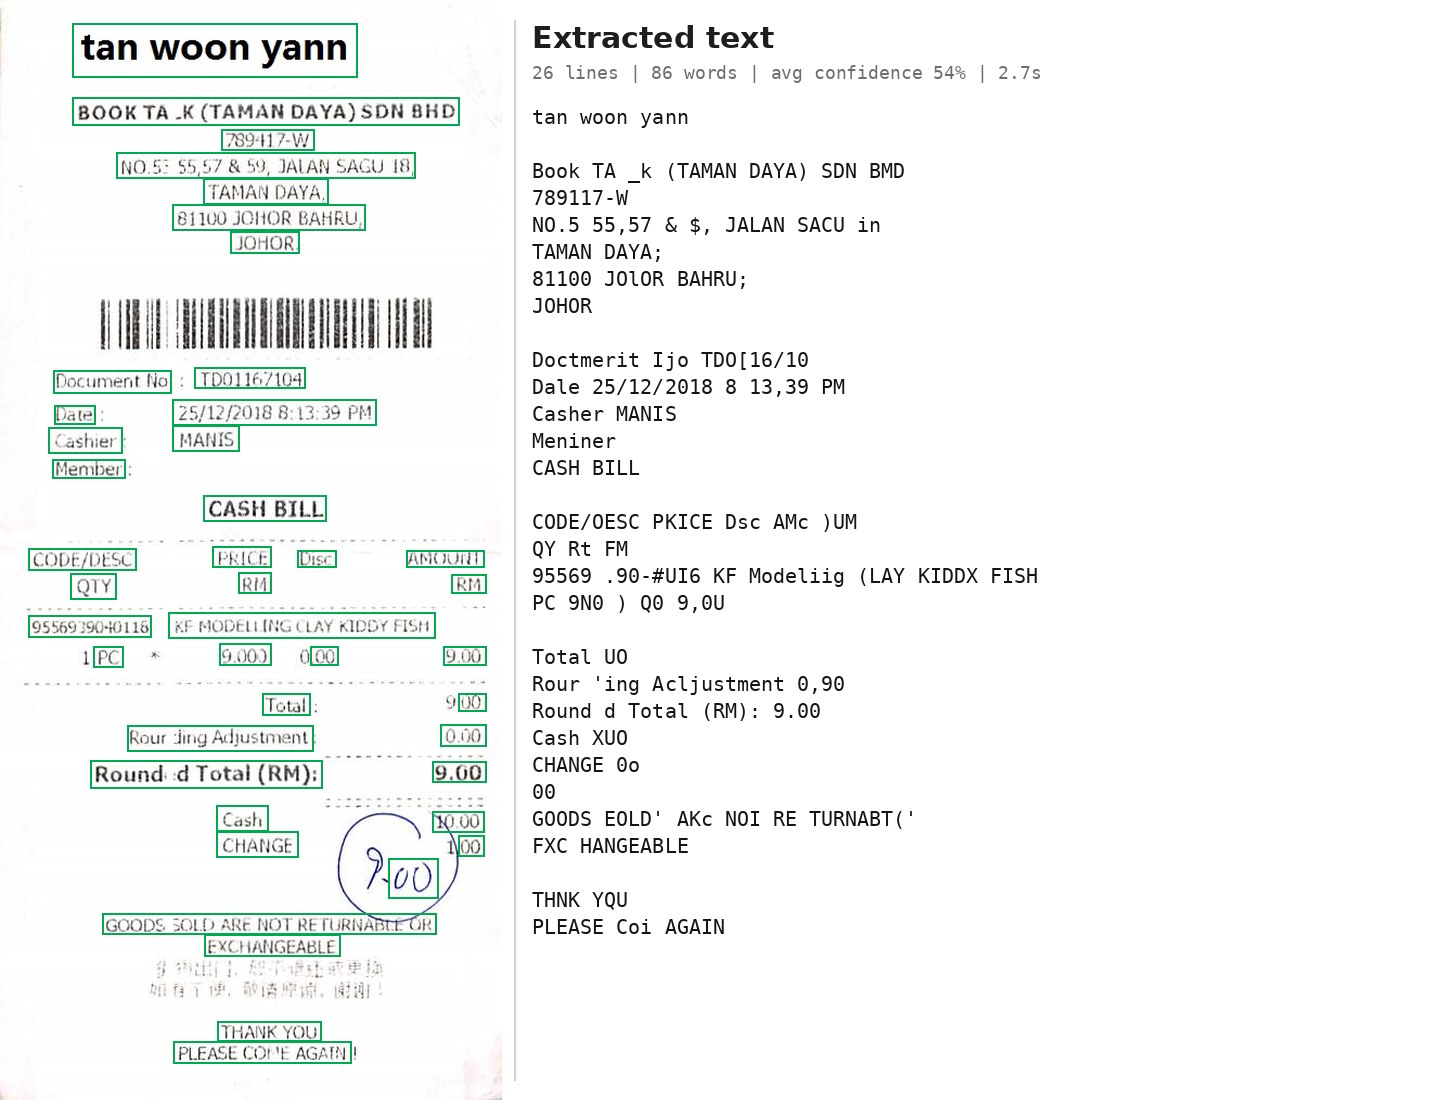 tan woon yann
BOOK TA .K (TAMAN DAYA) SDN BHD
789417-W
NO.53 55,57 & 59, JALAN SAGU 18,
TAMAN DAYA,
81100 JOHOR BAHRU,
JOHOR.
Document No : TD01167104
Date : 25/12/2018 8:13:39 PM
Cashier : MANIS
Member :
CASH BILL
CODE/DESC PRICE Disc AMOUNT
QTY RM RM
9556939040116 KF MODELLING CLAY KIDDY FISH
1 PC * 9.000 0.00 9.00
Total : 9.00
Rour ding Adjustment : 0.00
Round d Total (RM): 9.00
Cash 10.00
CHANGE 1.00
9.00
GOODS SOLD ARE NOT RETURNABLE OR
EXCHANGEABLE
THANK YOU
PLEASE COME AGAIN !
Extracted text
26 lines | 86 words | avg confidence 54% | 2.7s
tan woon yann
Book TA _k (TAMAN DAYA) SDN BMD
789117-W
NO.5 55,57 & $, JALAN SACU in
TAMAN DAYA;
81100 JOlOR BAHRU;
JOHOR
Doctmerit Ijo TDO[16/10
Dale 25/12/2018 8 13,39 PM
Casher MANIS
Meniner
CASH BILL
CODE/OESC PKICE Dsc AMc )UM
QY Rt FM
95569 .90-#UI6 KF Modeliig (LAY KIDDX FISH
PC 9N0 ) Q0 9,0U
Total UO
Rour 'ing Acljustment 0,90
Round d Total (RM): 9.00
Cash XUO
CHANGE 0o
00
GOODS EOLD' AKc NOI RE TURNABT('
FXC HANGEABLE
THNK YQU
PLEASE Coi AGAIN